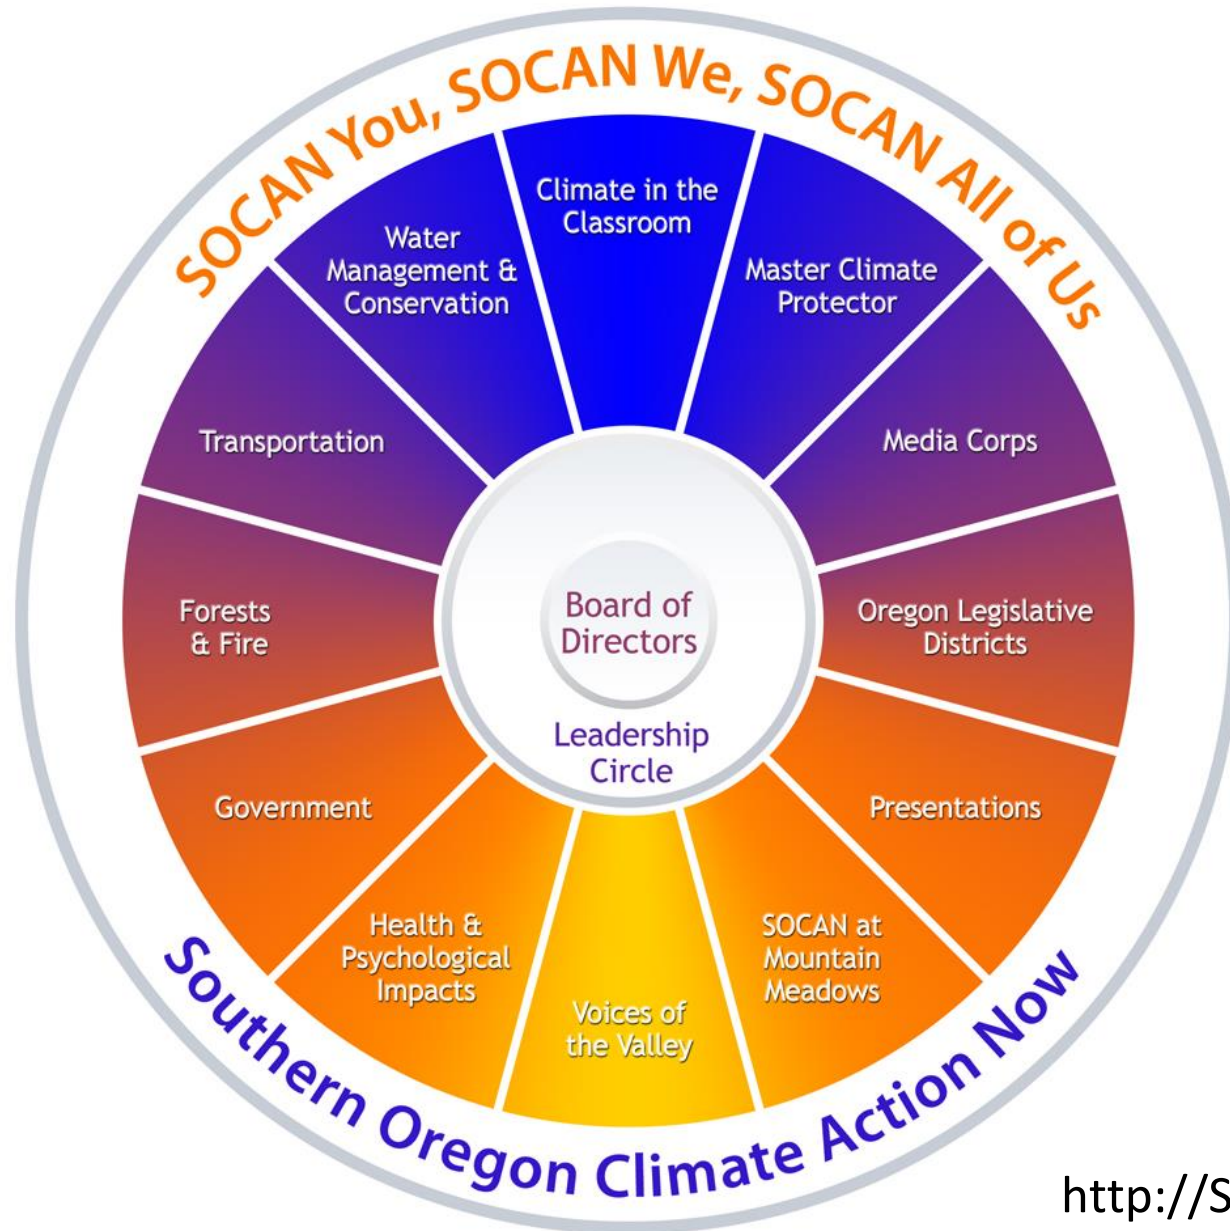 SOCAN You, SOCAN We, SOCAN All of Us
Climate in the
Classroom
Master Climate
Protector
Media Corps
Oregon Legislative
Districts
Presentations
SOCAN at
Mountain
Meadows
Voices of
the Valley
Health &
Psychological
Impacts
Government
Forests
& Fire
Transportation
Water
Management &
Conservation
Board of
Directors
Leadership
Circle
Southern Oregon Climate Action Now
http://S